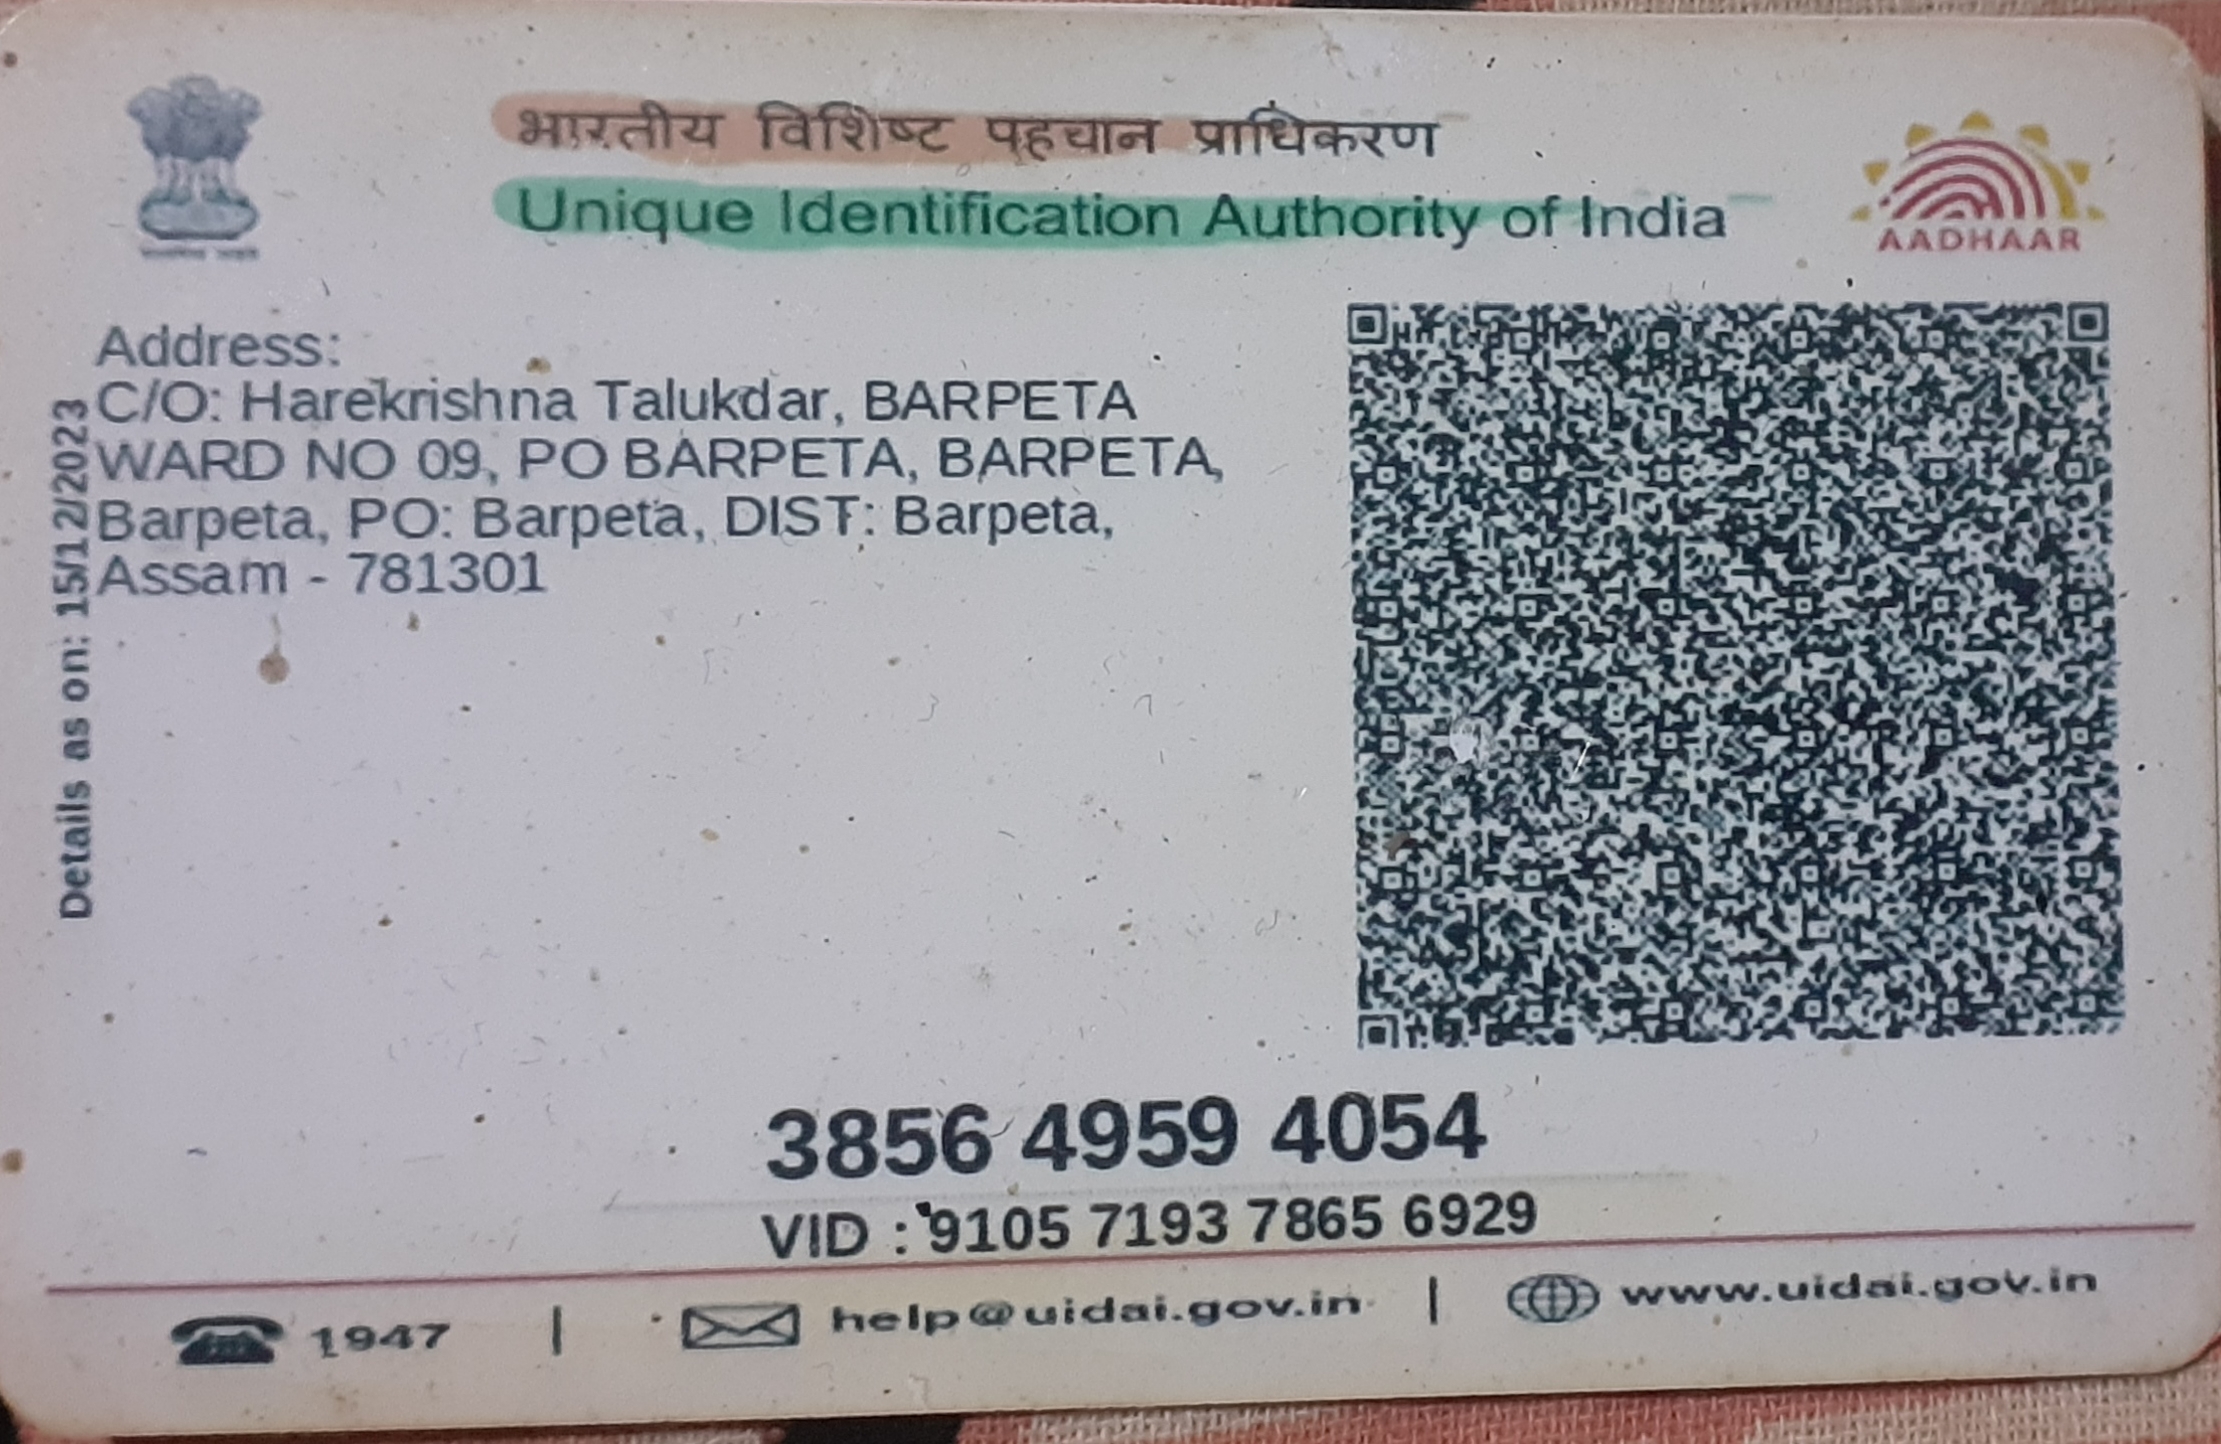 भारतीय विशिष्ट पहचान प्राधिकरण
Unique Identification Authority of India
AADHAAR
Address:
C/O: Harekrishna Talukdar, BARPETA
WARD NO 09, PO BARPETA, BARPETA,
Barpeta, PO: Barpeta, DIST: Barpeta,
Assam - 781301
Details as on: 15/12/2023
3856 4959 4054
VID : 9105 7193 7865 6929
1947 | help@uidai.gov.in | www.uidai.gov.in